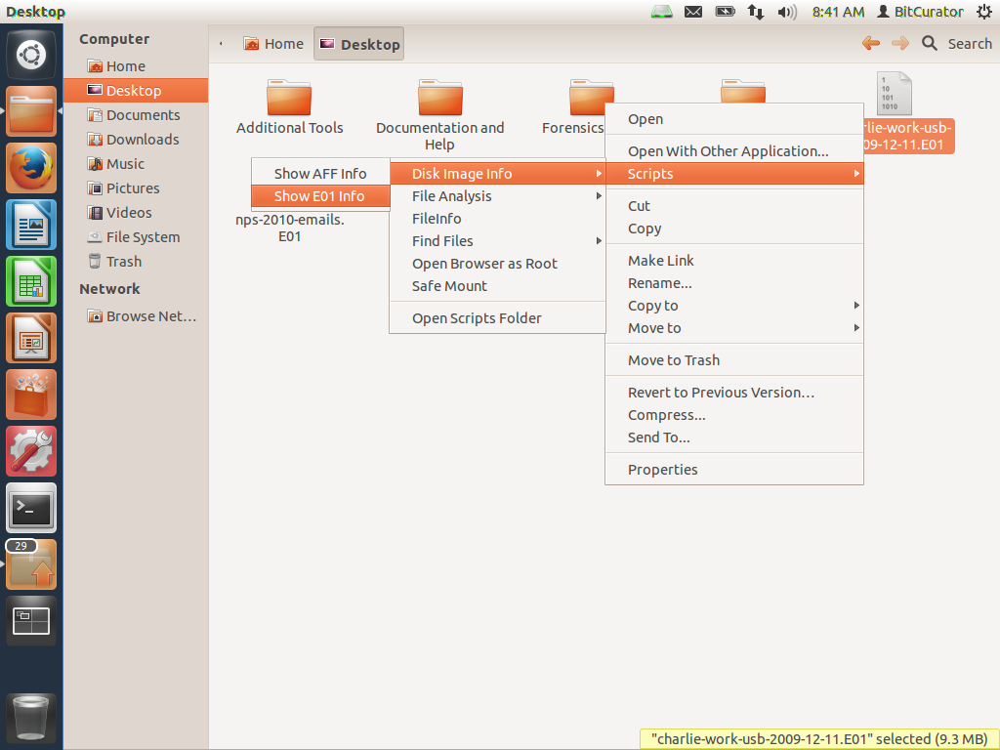 Desktop
8:41 AM
BitCurator
29
Computer
Home
Desktop
Documents
Downloads
Music
Pictures
Videos
File System
Trash
Network
Browse Net...
Home
Desktop
Search
Additional Tools
Documentation and
Help
Forensics
1
10
101
1010
rlie-work-usb-
09-12-11.E01
nps-2010-emails.
E01
Show AFF Info
Show E01 Info
Disk Image Info
File Analysis
FileInfo
Find Files
Open Browser as Root
Safe Mount
Open Scripts Folder
Open
Open With Other Application...
Scripts
Cut
Copy
Make Link
Rename...
Copy to
Move to
Move to Trash
Revert to Previous Version...
Compress...
Send To...
Properties
"charlie-work-usb-2009-12-11.E01" selected (9.3 MB)